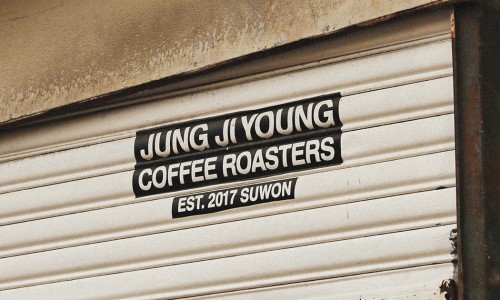 JUNG JI YOUNG
COFFEE ROASTERS
EST. 2017 SUWON